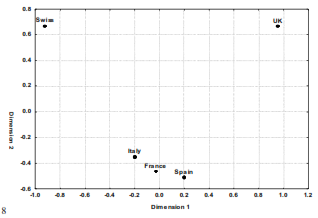 0.8
Swiss
UK
0.6
0.4
0.2
0.0
-0.2
Italy
France
Spain
-0.4
-0.6
-1.0 -0.8 -0.6 -0.4 -0.2 0.0 0.2 0.4 0.6 0.8 1.0 1.2
Dimension 1
Dimension 2
8